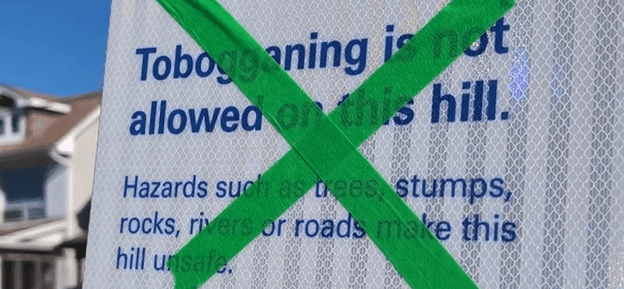 Tobogganing is not
allowed on this hill.
Hazards such as trees, stumps,
rocks, rivers or roads make this
hill unsafe.